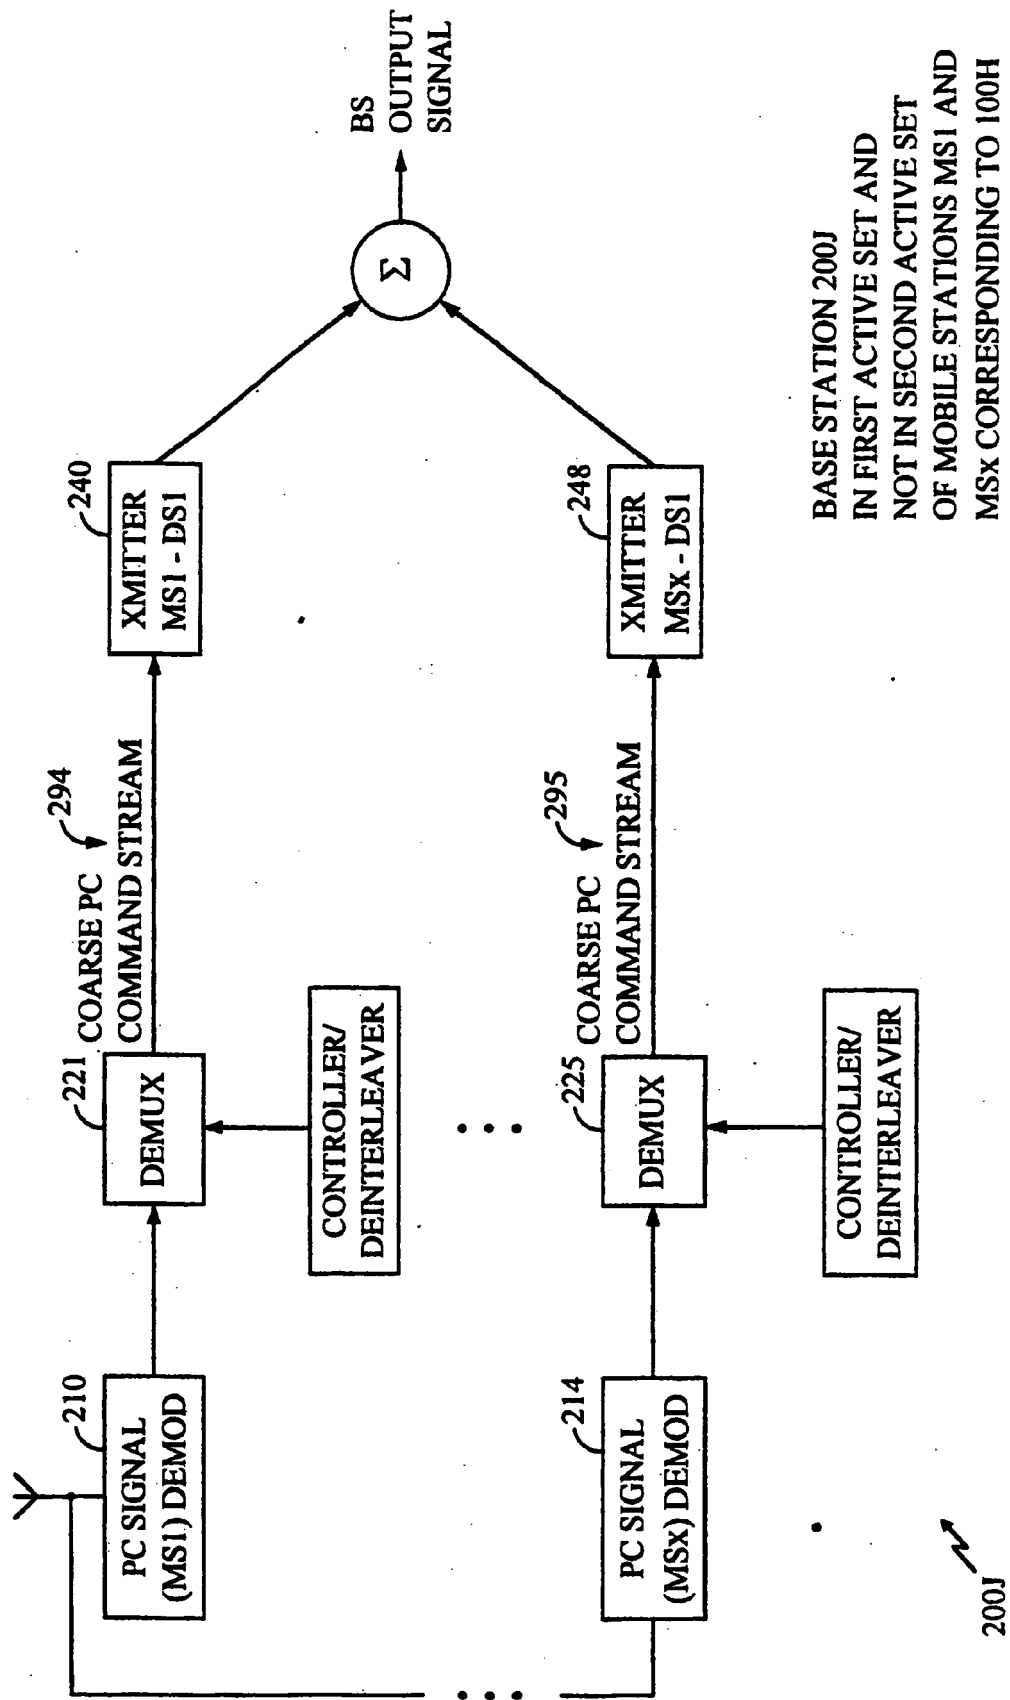 210
PC SIGNAL
(MS1) DEMOD
221
DEMUX
CONTROLLER/
DEINTERLEAVER
COARSE PC
COMMAND STREAM
294
240
XMITTER
MS1 - DS1
214
PC SIGNAL
(MSx) DEMOD
225
DEMUX
CONTROLLER/
DEINTERLEAVER
COARSE PC
COMMAND STREAM
295
248
XMITTER
MSx - DS1
Σ
BS
OUTPUT
SIGNAL
BASE STATION 200J
IN FIRST ACTIVE SET AND
NOT IN SECOND ACTIVE SET
OF MOBILE STATIONS MS1 AND
MSx CORRESPONDING TO 100H
200J